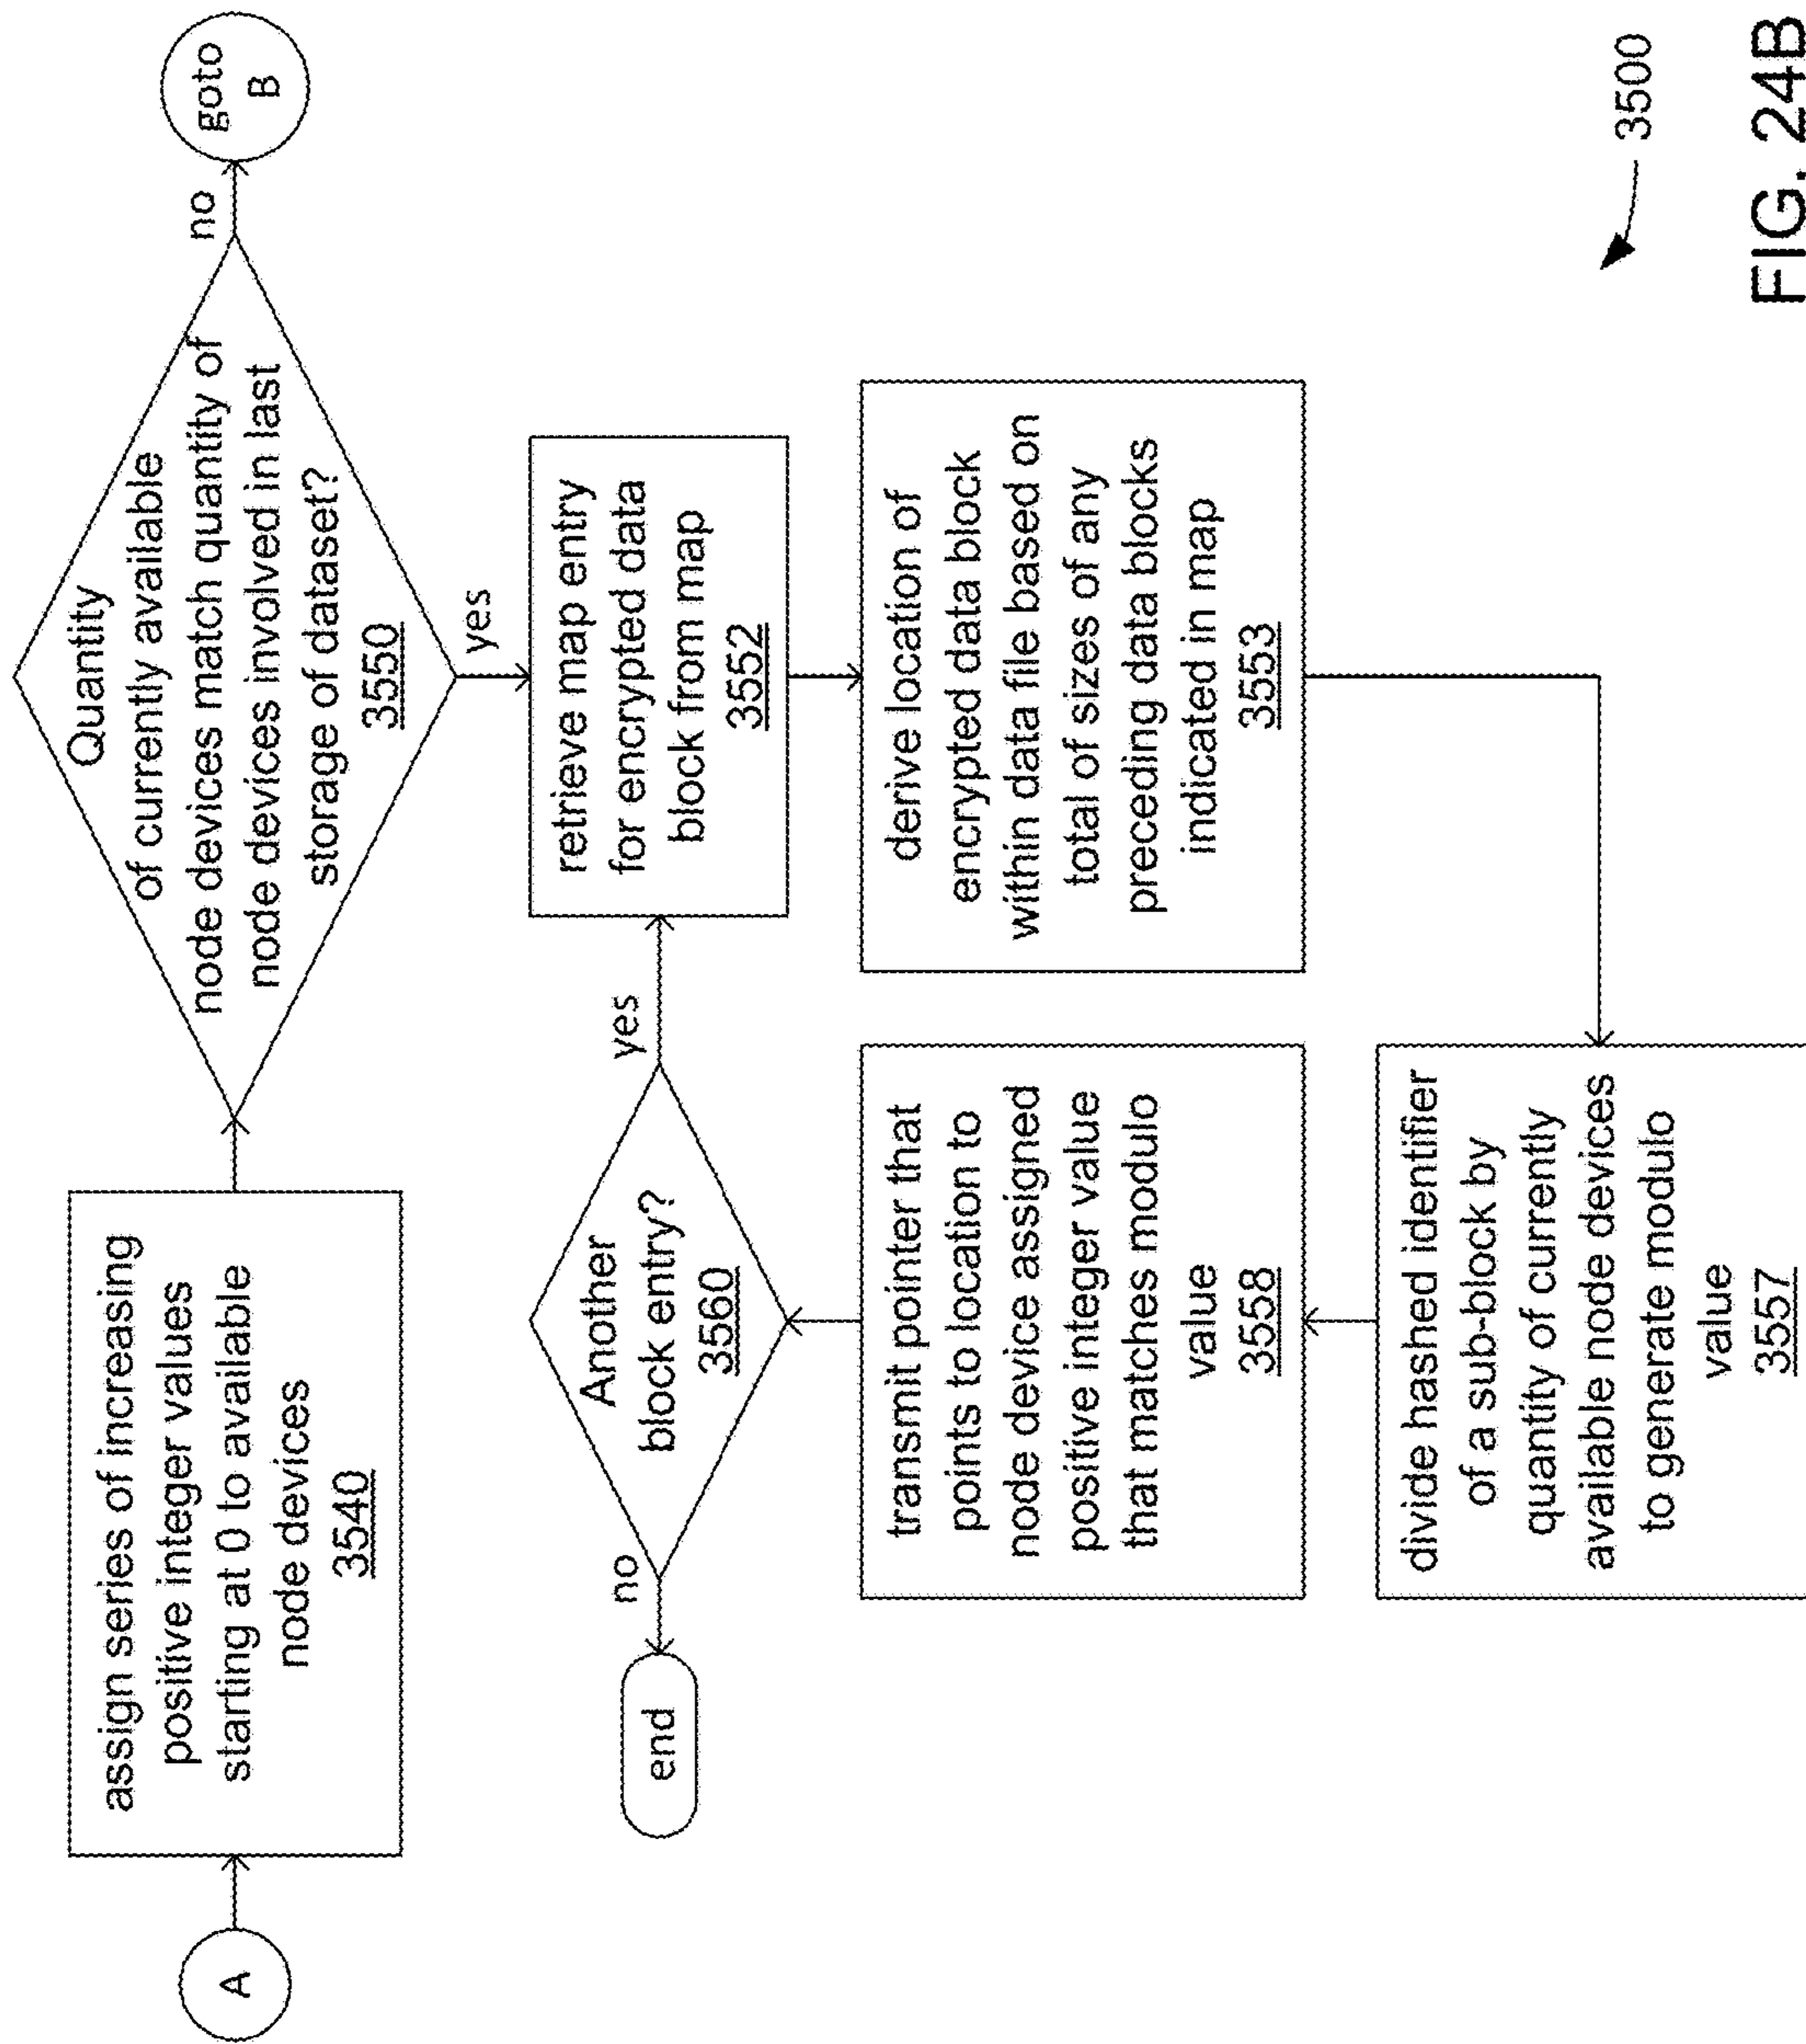 A
assign series of increasing
positive integer values
starting at 0 to available
node devices
3540
Quantity
of currently available
node devices match quantity of
node devices involved in last
storage of dataset?
3550
no
goto
B
yes
retrieve map entry
for encrypted data
block from map
3552
derive location of
encrypted data block
within data file based on
total of sizes of any
preceding data blocks
indicated in map
3553
divide hashed identifier
of a sub-block by
quantity of currently
available node devices
to generate modulo
value
3557
transmit pointer that
points to location to
node device assigned
positive integer value
that matches modulo
value
3558
Another
block entry?
3560
yes
no
end
3500
FIG. 24B